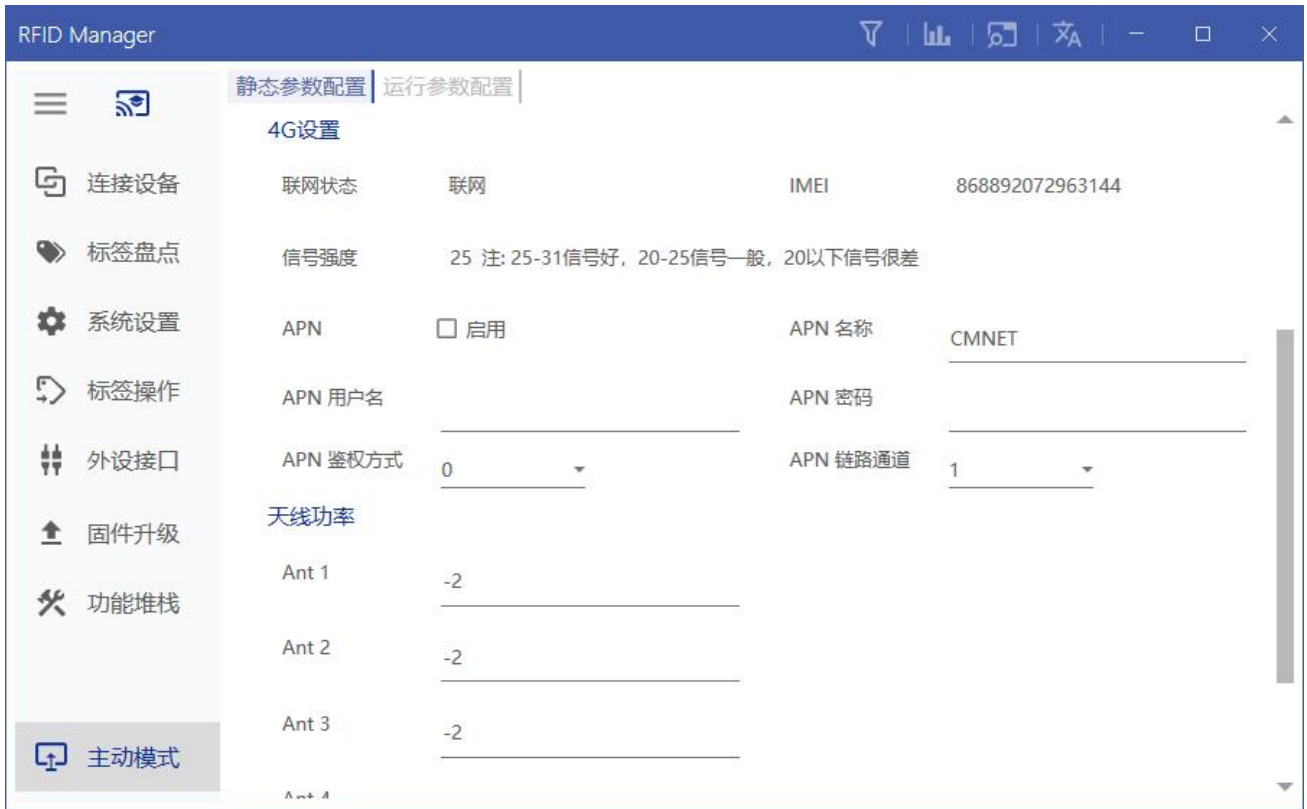 RFID Manager
静态参数配置 运行参数配置
4G设置
连接设备
标签盘点
系统设置
标签操作
外设接口
固件升级
功能堆栈
主动模式
联网状态 联网 IMEI 868892072963144
信号强度 25 注: 25-31信号好，20-25信号一般，20以下信号很差
APN 启用 APN 名称 CMNET
APN 用户名 APN 密码
APN 鉴权方式 0 APN 链路通道 1
天线功率
Ant 1 -2
Ant 2 -2
Ant 3 -2
Ant 4